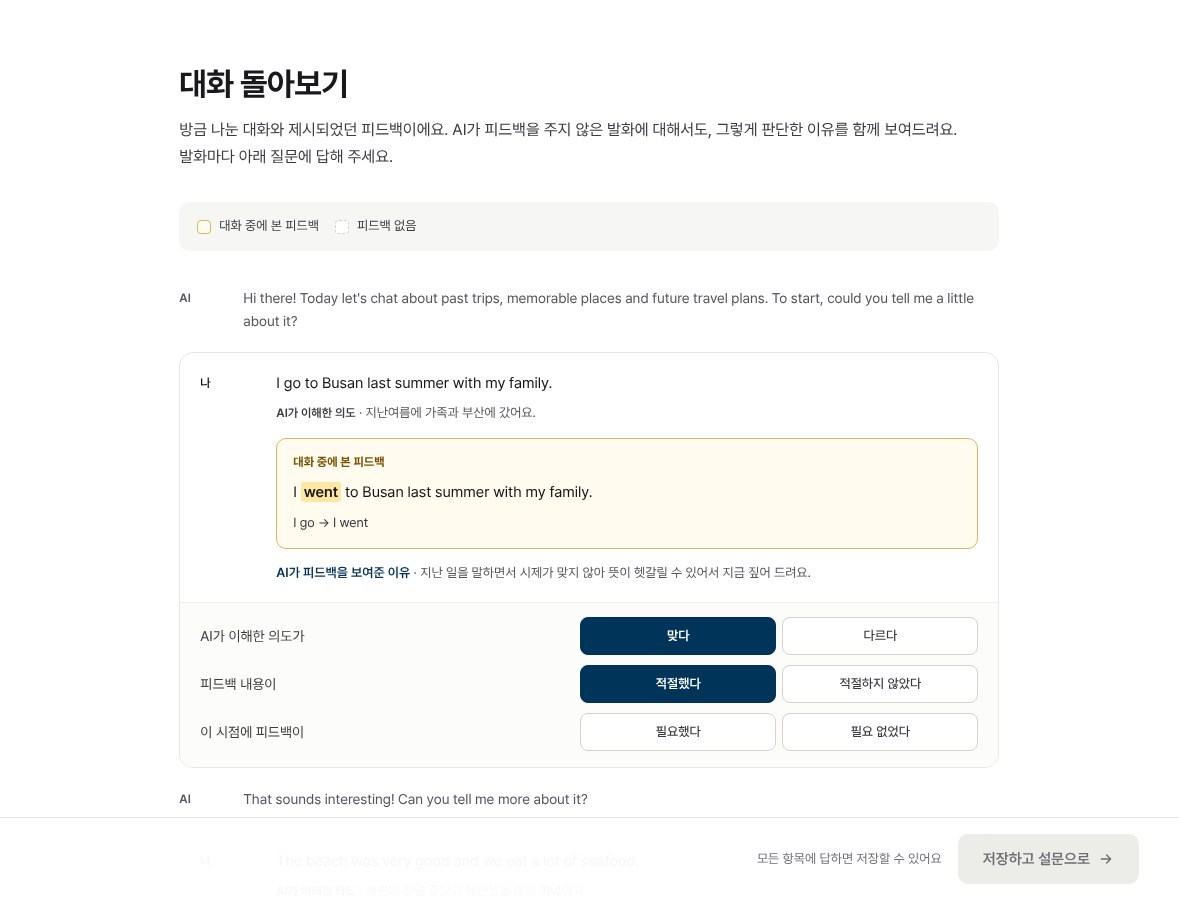 대화 돌아보기
방금 나눈 대화와 제시되었던 피드백이에요. AI가 피드백을 주지 않은 발화에 대해서도, 그렇게 판단한 이유를 함께 보여드려요.
발화마다 아래 질문에 답해 주세요.
대화 중에 본 피드백 피드백 없음
AI Hi there! Today let's chat about past trips, memorable places and future travel plans. To start, could you tell me a little
about it?
나 I go to Busan last summer with my family.
AI가 이해한 의도 · 지난여름에 가족과 부산에 갔어요.
대화 중에 본 피드백
I went to Busan last summer with my family.
I go → I went
AI가 피드백을 보여준 이유 · 지난 일을 말하면서 시제가 맞지 않아 뜻이 헷갈릴 수 있어서 지금 짚어 드려요.
AI가 이해한 의도가 맞다 다르다
피드백 내용이 적절했다 적절하지 않았다
이 시점에 피드백이 필요했다 필요 없었다
AI That sounds interesting! Can you tell me more about it?
나 The beach was very good and we eat a lot of seafood.
모든 항목에 답하면 저장할 수 있어요 저장하고 설문으로 →